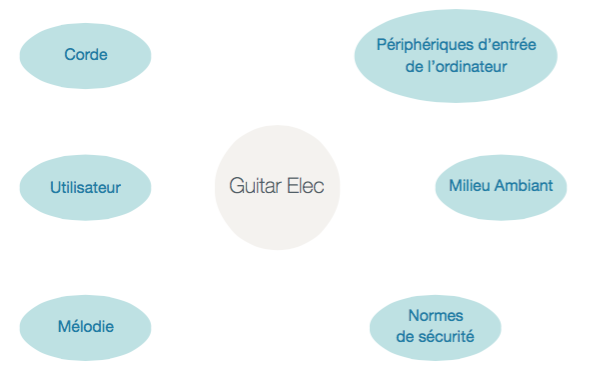 Corde
Périphériques d'entrée
de l'ordinateur
Utilisateur
Guitar Elec
Milieu Ambiant
Mélodie
Normes
de sécurité